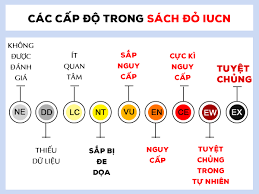 CÁC CẤP ĐỘ TRONG SÁCH ĐỎ IUCN
KHÔNG
ĐƯỢC
ĐÁNH
GIÁ
ÍT
QUAN
TÂM
SẮP
NGUY
CẤP
CỰC KÌ
NGUY
CẤP
TUYỆT
CHỦNG
NE
DD
LC
NT
VU
EN
CE
EW
EX
THIẾU
DỮ LIỆU
SẮP BỊ
ĐE
DỌA
NGUY
CẤP
TUYỆT
CHỦNG
TRONG
TỰ NHIÊN